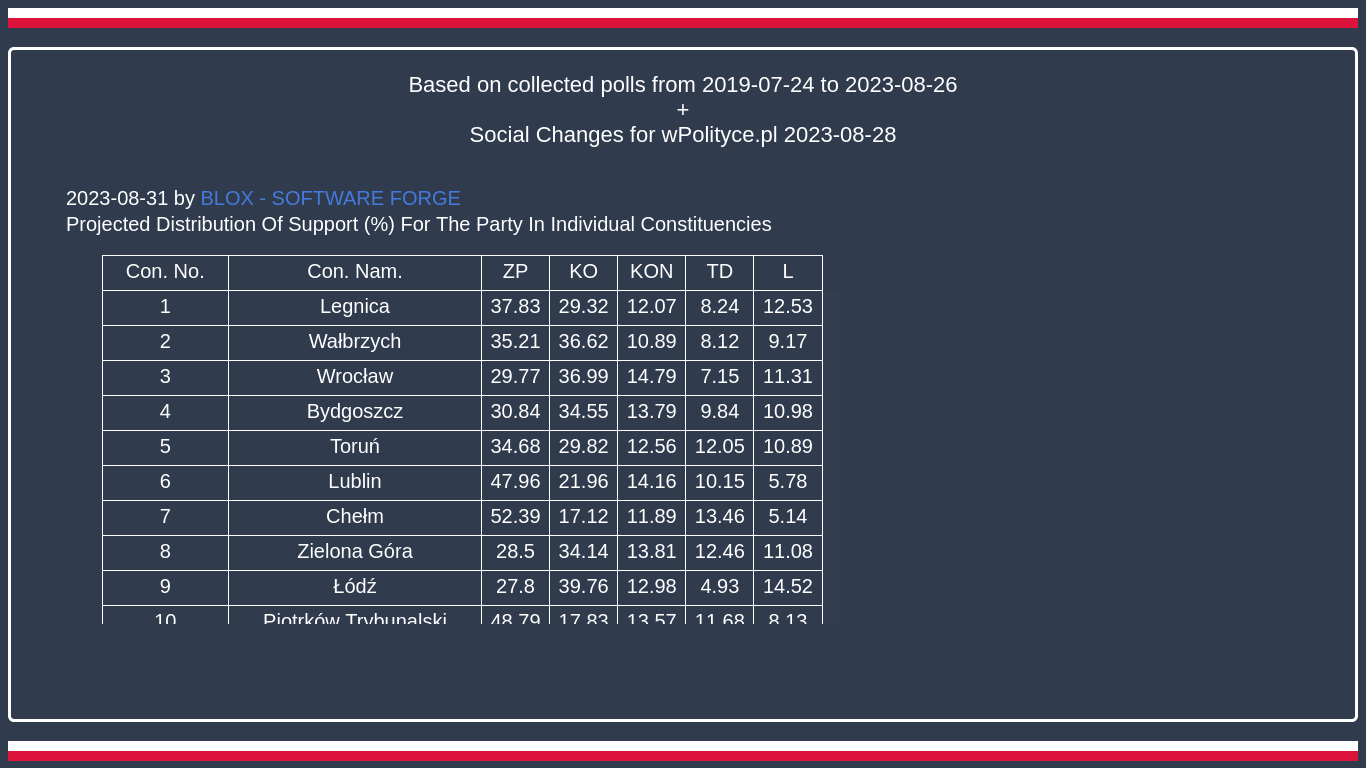 Based on collected polls from 2019-07-24 to 2023-08-26
+
Social Changes for wPolityce.pl 2023-08-28
2023-08-31 by BLOX - SOFTWARE FORGE
Projected Distribution Of Support (%) For The Party In Individual Constituencies
Con. No. Con. Nam. ZP KO KON TD L
1 Legnica 37.83 29.32 12.07 8.24 12.53
2 Wałbrzych 35.21 36.62 10.89 8.12 9.17
3 Wrocław 29.77 36.99 14.79 7.15 11.31
4 Bydgoszcz 30.84 34.55 13.79 9.84 10.98
5 Toruń 34.68 29.82 12.56 12.05 10.89
6 Lublin 47.96 21.96 14.16 10.15 5.78
7 Chełm 52.39 17.12 11.89 13.46 5.14
8 Zielona Góra 28.5 34.14 13.81 12.46 11.08
9 Łódź 27.8 39.76 12.98 4.93 14.52
10 Piotrków Trybunalski 48.79 17.83 13.57 11.68 8.13